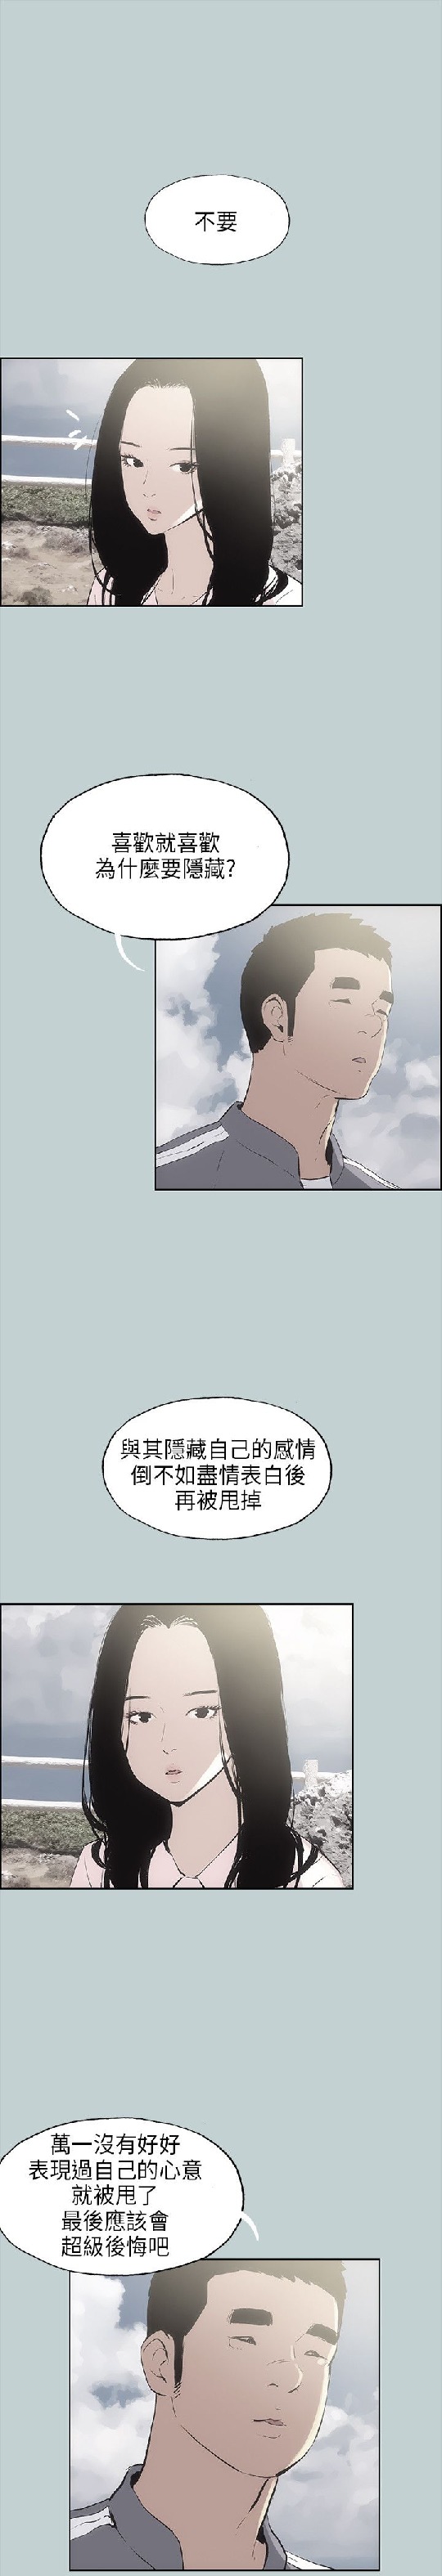 不要
喜歡就喜歡
為什麼要隱藏?
與其隱藏自己的感情
倒不如盡情表白後
再被甩掉
萬一沒有好好
表現過自己的心意
就被甩了
最後應該會
超級後悔吧